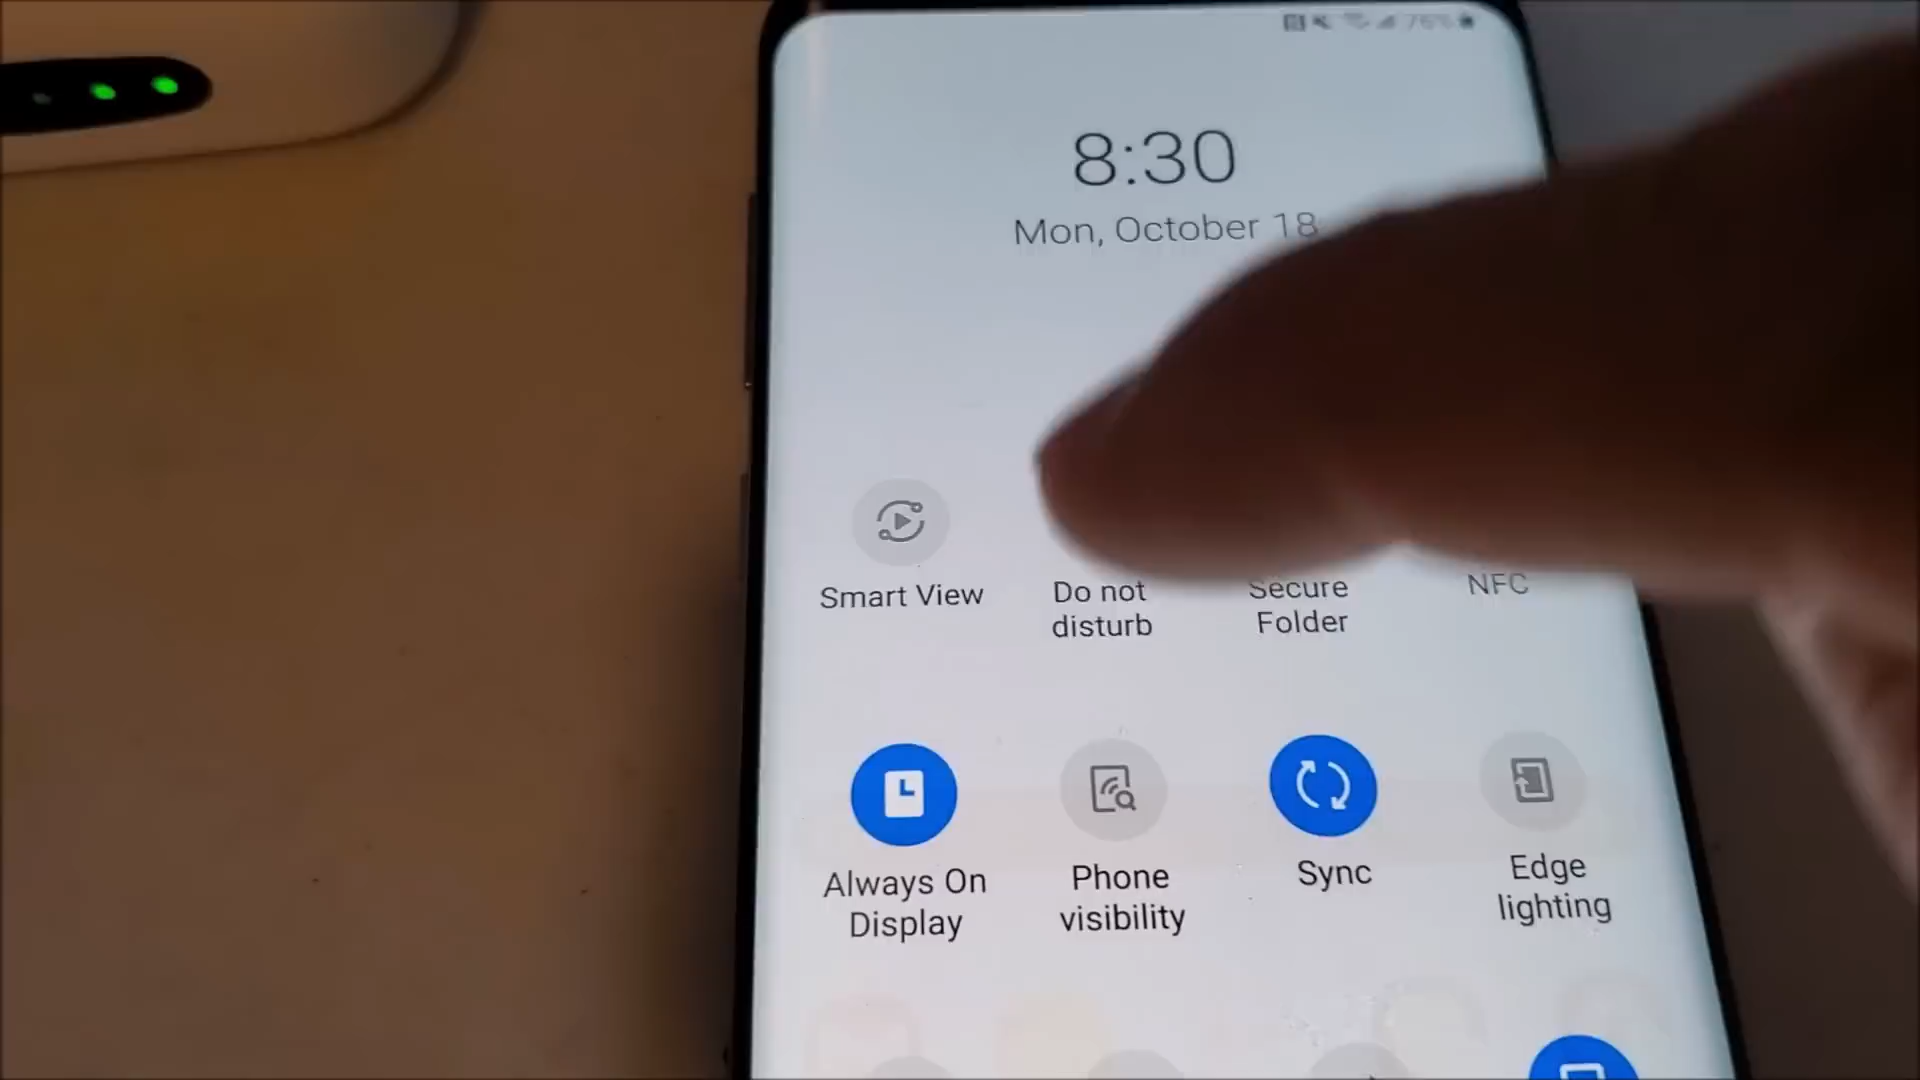 76%
8:30
Mon, October 18
Smart View
Do not
disturb
Secure
Folder
NFC
Always On
Display
Phone
visibility
Sync
Edge
lighting